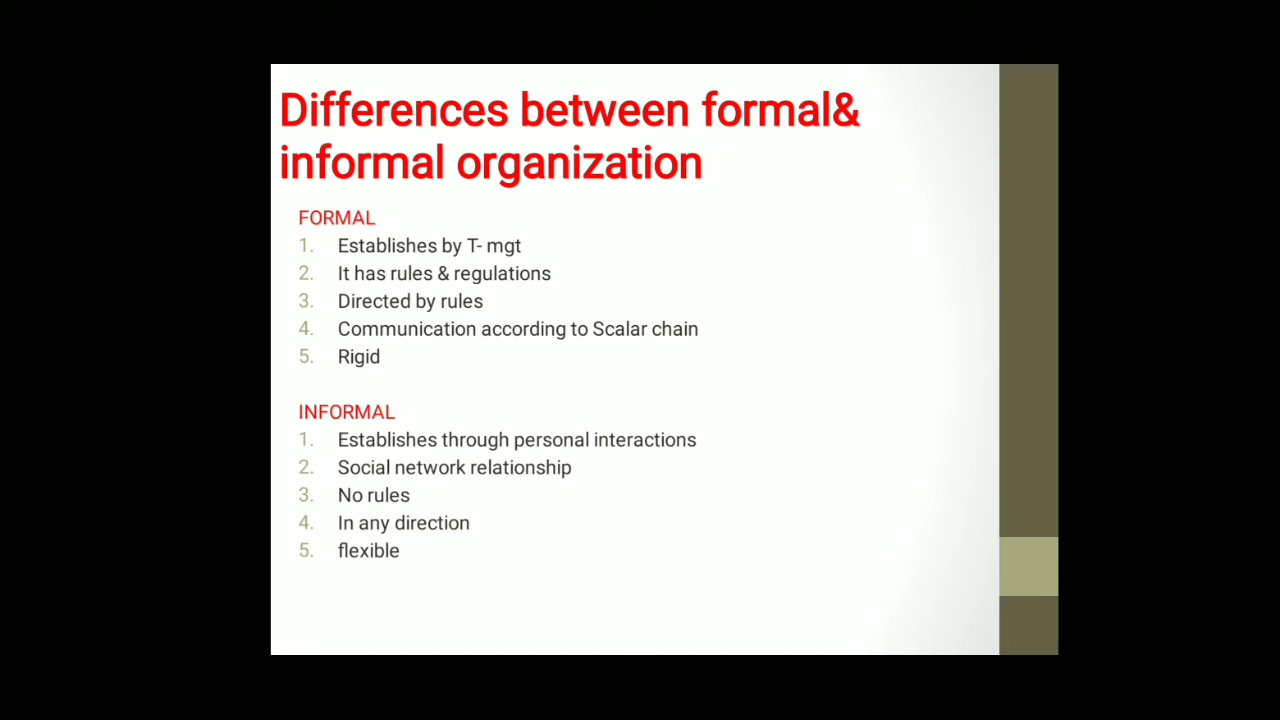 Differences between formal&
informal organization
FORMAL
1. Establishes by T- mgt
2. It has rules & regulations
3. Directed by rules
4. Communication according to Scalar chain
5. Rigid
INFORMAL
1. Establishes through personal interactions
2. Social network relationship
3. No rules
4. In any direction
5. flexible